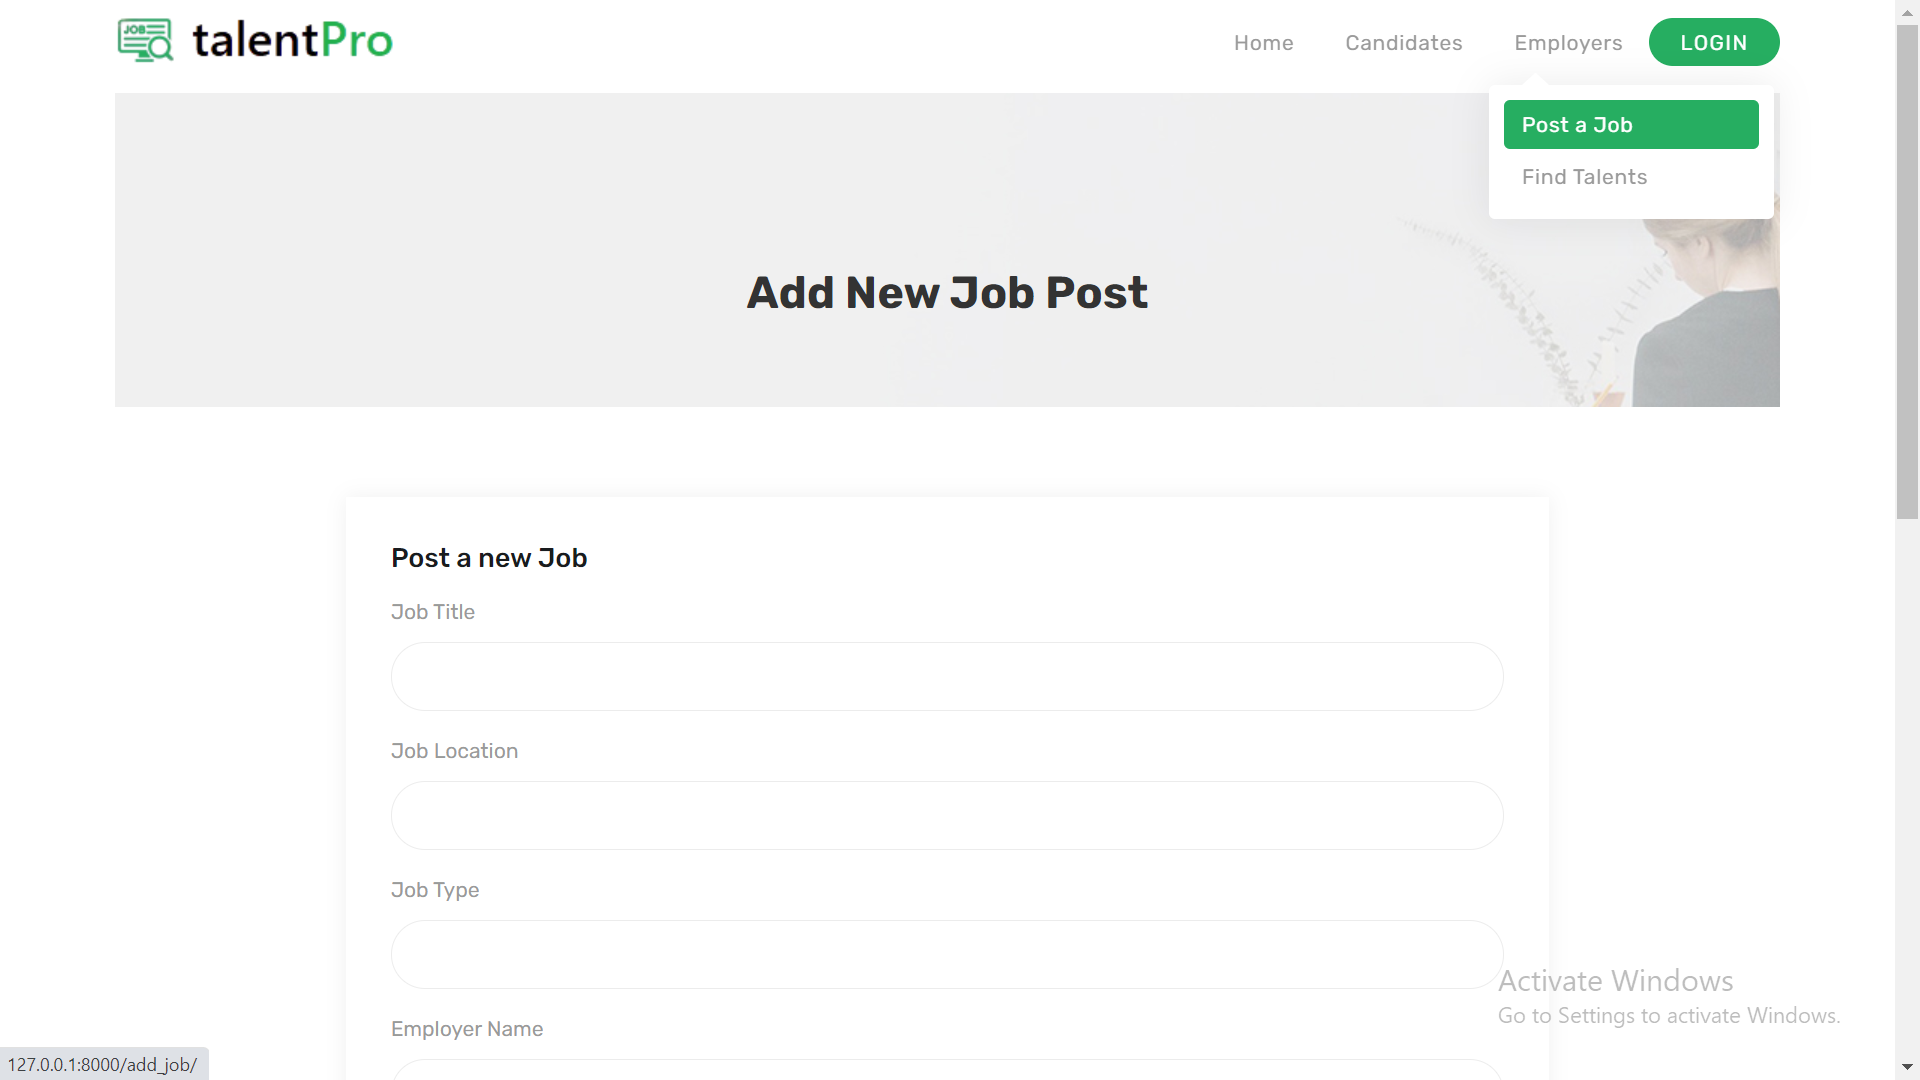 JOB
talentPro
Home
Candidates
Employers
LOGIN
Post a Job
Find Talents
Add New Job Post
Post a new Job
Job Title
Job Location
Job Type
Employer Name
Activate Windows
Go to Settings to activate Windows.
127.0.0.1:8000/add_job/